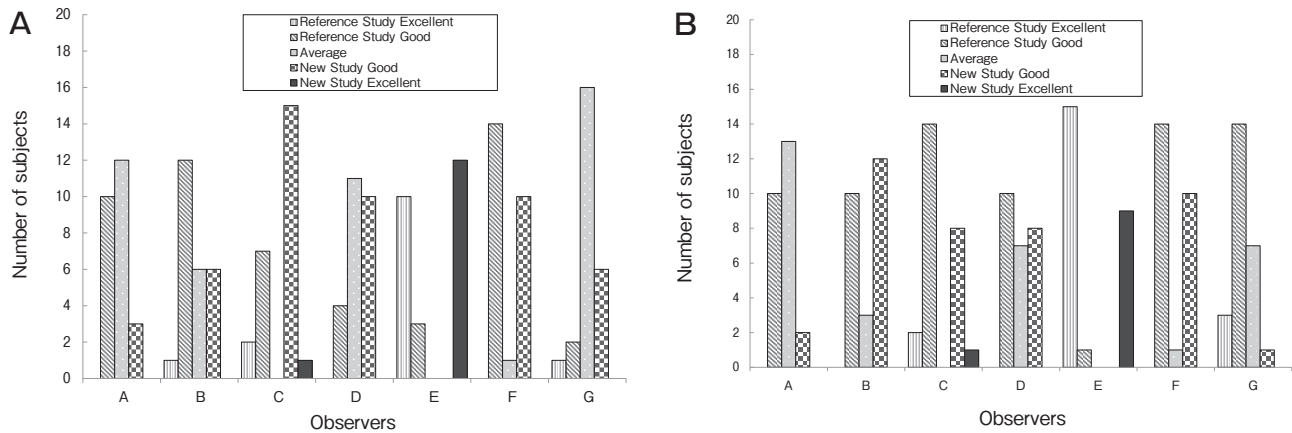 A
Number of subjects
20
18
16
14
12
10
8
6
4
2
0
Reference Study Excellent
Reference Study Good
Average
New Study Good
New Study Excellent
A B C D E F G
Observers
B
Number of subjects
20
18
16
14
12
10
8
6
4
2
0
Reference Study Excellent
Reference Study Good
Average
New Study Good
New Study Excellent
A B C D E F G
Observers